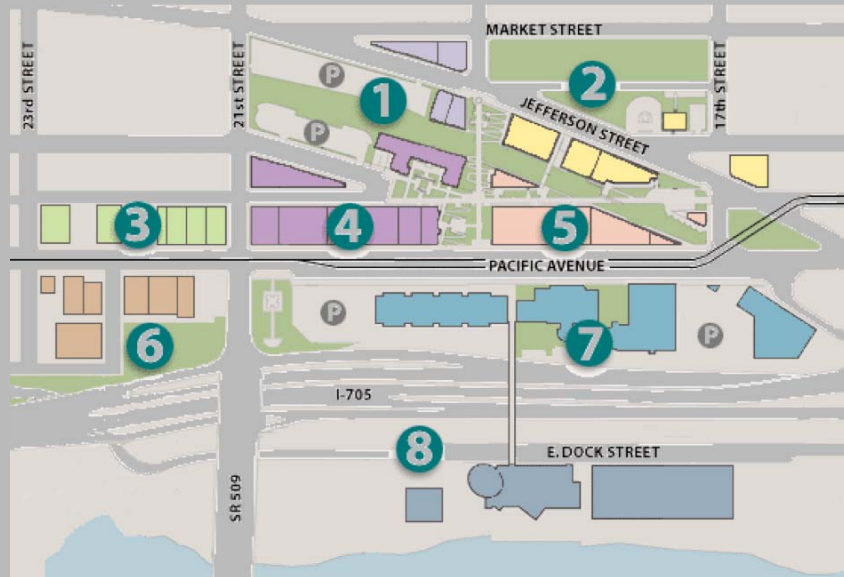 MARKET STREET
23rd STREET
21st STREET
17th STREET
P
1
2
JEFFERSON STREET
P
3
4
5
PACIFIC AVENUE
P
6
7
P
I-705
8
E. DOCK STREET
SR 509